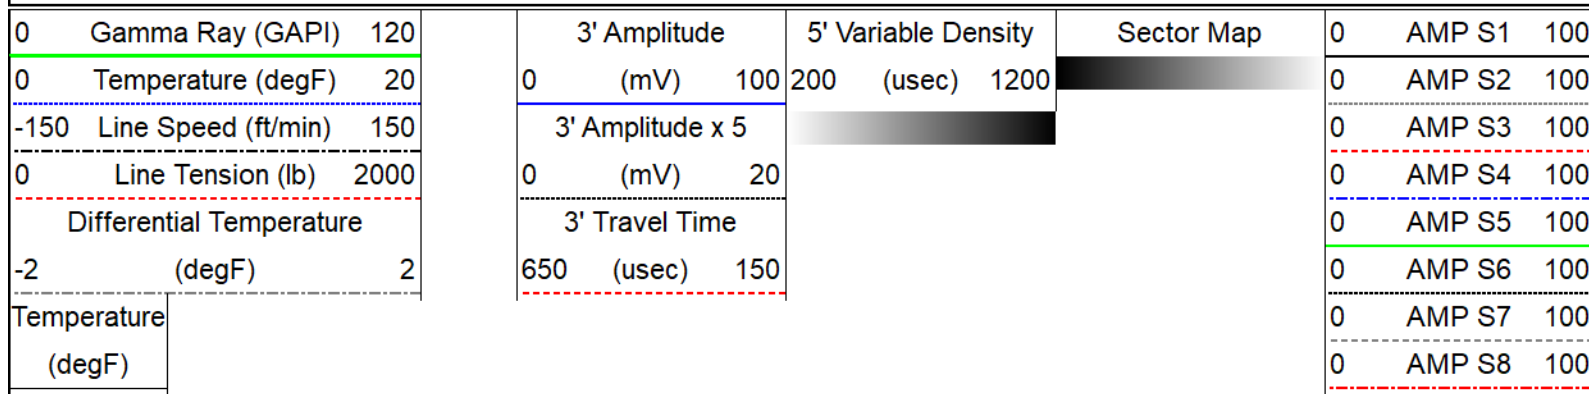 0 Gamma Ray (GAPI) 120
0 Temperature (degF) 20
-150 Line Speed (ft/min) 150
0 Line Tension (lb) 2000
Differential Temperature
-2 (degF) 2
Temperature
(degF)
3' Amplitude
0 (mV) 100
3' Amplitude x 5
0 (mV) 20
3' Travel Time
650 (usec) 150
5' Variable Density
200 (usec) 1200
Sector Map
0 AMP S1 100
0 AMP S2 100
0 AMP S3 100
0 AMP S4 100
0 AMP S5 100
0 AMP S6 100
0 AMP S7 100
0 AMP S8 100